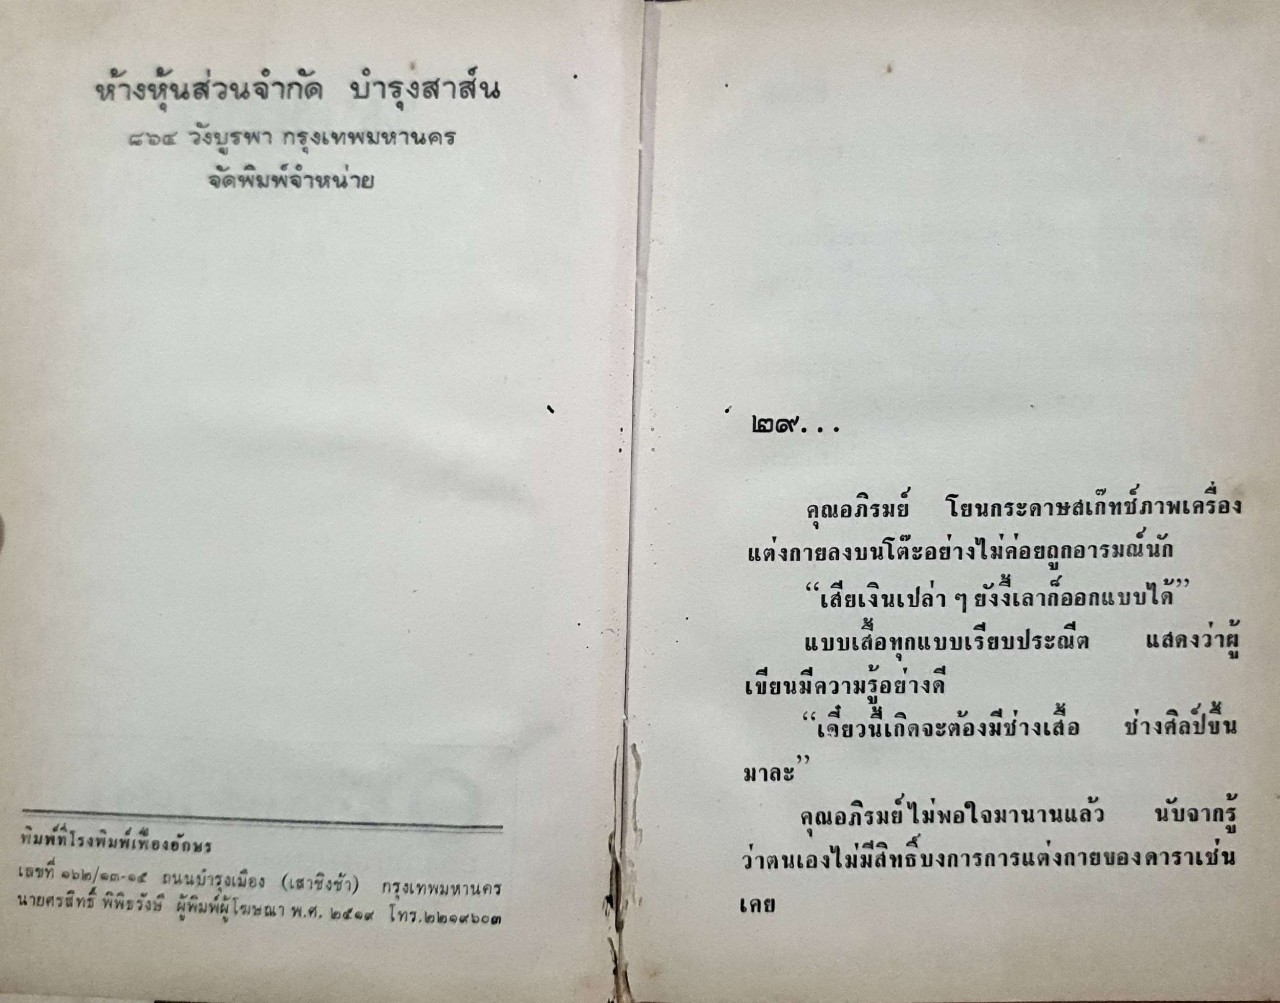 ห้างหุ้นส่วนจำกัด บำรุงสาส์น
๘๖๔ วังบูรพา กรุงเทพมหานคร
จัดพิมพ์จำหน่าย
พิมพ์ที่โรงพิมพ์เฟื่องอักษร
เลขที่ ๑๖๒/๑๓-๑๕ ถนนบำรุงเมือง (เสาชิงช้า) กรุงเทพมหานคร
นายศรสิทธิ์ พิพิธรังษี ผู้พิมพ์ผู้โฆษณา พ.ศ. ๒๕๑๙ โทร.๒๒๑๙๖๐๓
๒๙...
คุณอภิรมย์ โยนกระดาษสเก๊ทช์ภาพเครื่อง
แต่งกายลงบนโต๊ะอย่างไม่ค่อยถูกอารมณ์นัก
“เสียเงินเปล่า ๆ ยังงี้เลาก็ออกแบบได้”
แบบเสื้อทุกแบบเรียบประณีต แสดงว่าผู้
เขียนมีความรู้อย่างดี
“เดี๋ยวนี้เกิดจะต้องมีช่างเสื้อ ช่างศิลป์ขึ้น
มาละ”
คุณอภิรมย์ไม่พอใจมานานแล้ว นับจากรู้
ว่าตนเองไม่มีสิทธิ์บงการการแต่งกายของดาราเช่น
เคย